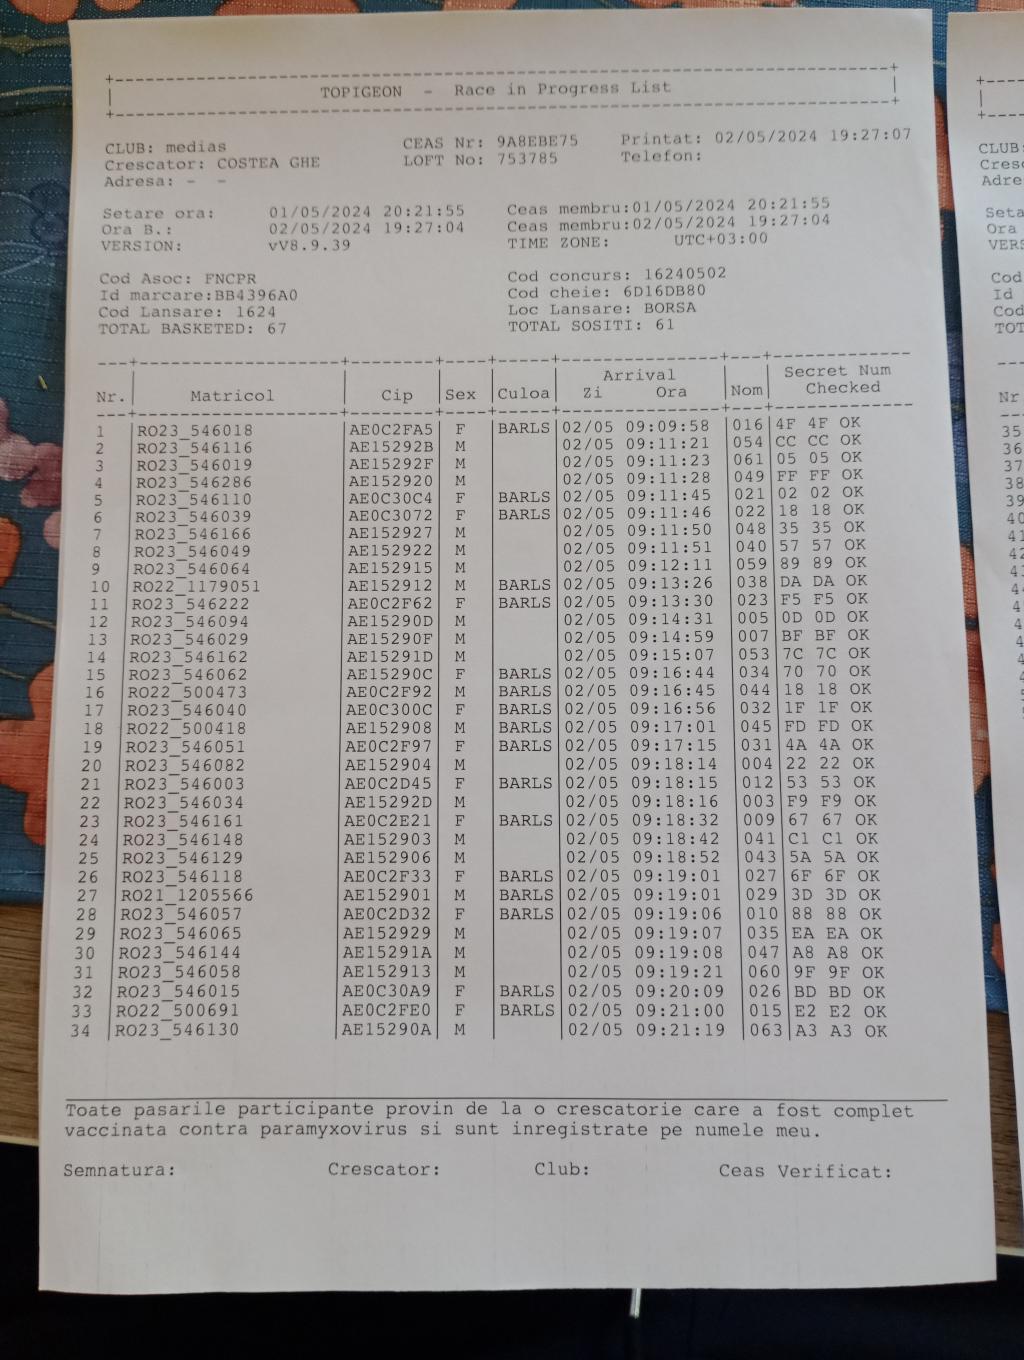 TOPIGEON - Race in Progress List
CLUB: medias CEAS Nr: 9A8EBE75 Printat: 02/05/2024 19:27:07
Crescator: COSTEA GHE LOFT No: 753785 Telefon:
Adresa: - -
Setare ora: 01/05/2024 20:21:55 Ceas membru:01/05/2024 20:21:55
Ora B.: 02/05/2024 19:27:04 Ceas membru:02/05/2024 19:27:04
VERSION: vV8.9.39 TIME ZONE: UTC+03:00
Cod Asoc: FNCPR Cod concurs: 16240502
Id marcare:BB4396A0 Cod cheie: 6D16DB80
Cod Lansare: 1624 Loc Lansare: BORSA
TOTAL BASKETED: 67 TOTAL SOSITI: 61
Arrival Secret Num
Nr. Matricol Cip Sex Culoa Zi Ora Nom Checked
1 RO23_546018 AE0C2FA5 F BARLS 02/05 09:09:58 016 4F 4F OK
2 RO23_546116 AE15292B M 02/05 09:11:21 054 CC CC OK
3 RO23_546019 AE15292F M 02/05 09:11:23 061 05 05 OK
4 RO23_546286 AE152920 M 02/05 09:11:28 049 FF FF OK
5 RO23_546110 AE0C30C4 F BARLS 02/05 09:11:45 021 02 02 OK
6 RO23_546039 AE0C3072 F BARLS 02/05 09:11:46 022 18 18 OK
7 RO23_546166 AE152927 M 02/05 09:11:50 048 35 35 OK
8 RO23_546049 AE152922 M 02/05 09:11:51 040 57 57 OK
9 RO23_546064 AE152915 M 02/05 09:12:11 059 89 89 OK
10 RO22_1179051 AE152912 M BARLS 02/05 09:13:26 038 DA DA OK
11 RO23_546222 AE0C2F62 F BARLS 02/05 09:13:30 023 F5 F5 OK
12 RO23_546094 AE15290D M 02/05 09:14:31 005 0D 0D OK
13 RO23_546029 AE15290F M 02/05 09:14:59 007 BF BF OK
14 RO23_546162 AE15291D M 02/05 09:15:07 053 7C 7C OK
15 RO23_546062 AE15290C F BARLS 02/05 09:16:44 034 70 70 OK
16 RO22_500473 AE0C2F92 M BARLS 02/05 09:16:45 044 18 18 OK
17 RO23_546040 AE0C300C F BARLS 02/05 09:16:56 032 1F 1F OK
18 RO22_500418 AE152908 M BARLS 02/05 09:17:01 045 FD FD OK
19 RO23_546051 AE0C2F97 F BARLS 02/05 09:17:15 031 4A 4A OK
20 RO23_546082 AE152904 M 02/05 09:18:14 004 22 22 OK
21 RO23_546003 AE0C2D45 F BARLS 02/05 09:18:15 012 53 53 OK
22 RO23_546034 AE15292D M 02/05 09:18:16 003 F9 F9 OK
23 RO23_546161 AE0C2E21 F BARLS 02/05 09:18:32 009 67 67 OK
24 RO23_546148 AE152903 M 02/05 09:18:42 041 C1 C1 OK
25 RO23_546129 AE152906 M 02/05 09:18:52 043 5A 5A OK
26 RO23_546118 AE0C2F33 F BARLS 02/05 09:19:01 027 6F 6F OK
27 RO21_1205566 AE152901 M BARLS 02/05 09:19:01 029 3D 3D OK
28 RO23_546057 AE0C2D32 F BARLS 02/05 09:19:06 010 88 88 OK
29 RO23_546065 AE152929 M 02/05 09:19:07 035 EA EA OK
30 RO23_546144 AE15291A M 02/05 09:19:08 047 A8 A8 OK
31 RO23_546058 AE152913 M 02/05 09:19:21 060 9F 9F OK
32 RO23_546015 AE0C30A9 F BARLS 02/05 09:20:09 026 BD BD OK
33 RO22_500691 AE0C2FE0 F BARLS 02/05 09:21:00 015 E2 E2 OK
34 RO23_546130 AE15290A M 02/05 09:21:19 063 A3 A3 OK
Toate pasarile participante provin de la o crescatorie care a fost complet
vaccinata contra paramyxovirus si sunt inregistrate pe numele meu.
Semnatura: Crescator: Club: Ceas Verificat: